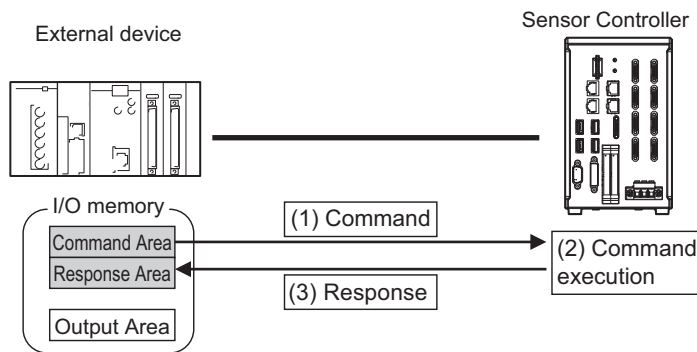 External device
Sensor Controller
I/O memory
Command Area
Response Area
Output Area
(1) Command
(2) Command
execution
(3) Response